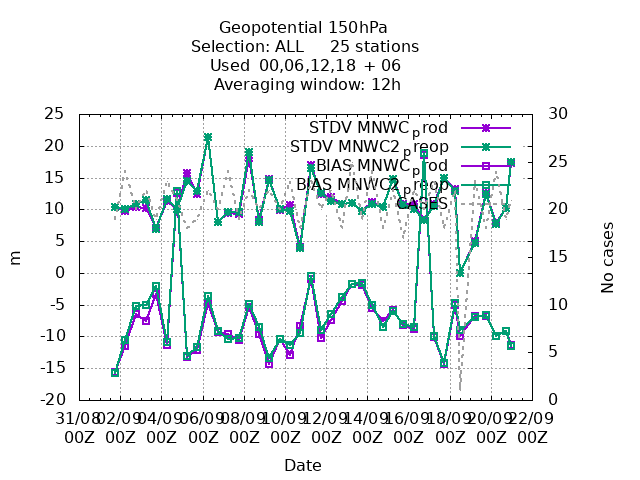 Geopotential 150hPa
Selection: ALL 25 stations
Used 00,06,12,18 + 06
Averaging window: 12h
STDV MNWCprod
STDV MNWC2preop
BIAS MNWCprod
BIAS MNWC2preop
CASES
25
20
15
10
5
0
-5
-10
-15
-20
m
30
25
20
15
10
5
0
No cases
31/08 02/09 04/09 06/09 08/09 10/09 12/09 14/09 16/09 18/09 20/09 22/09
00Z 00Z 00Z 00Z 00Z 00Z 00Z 00Z 00Z 00Z 00Z 00Z
Date